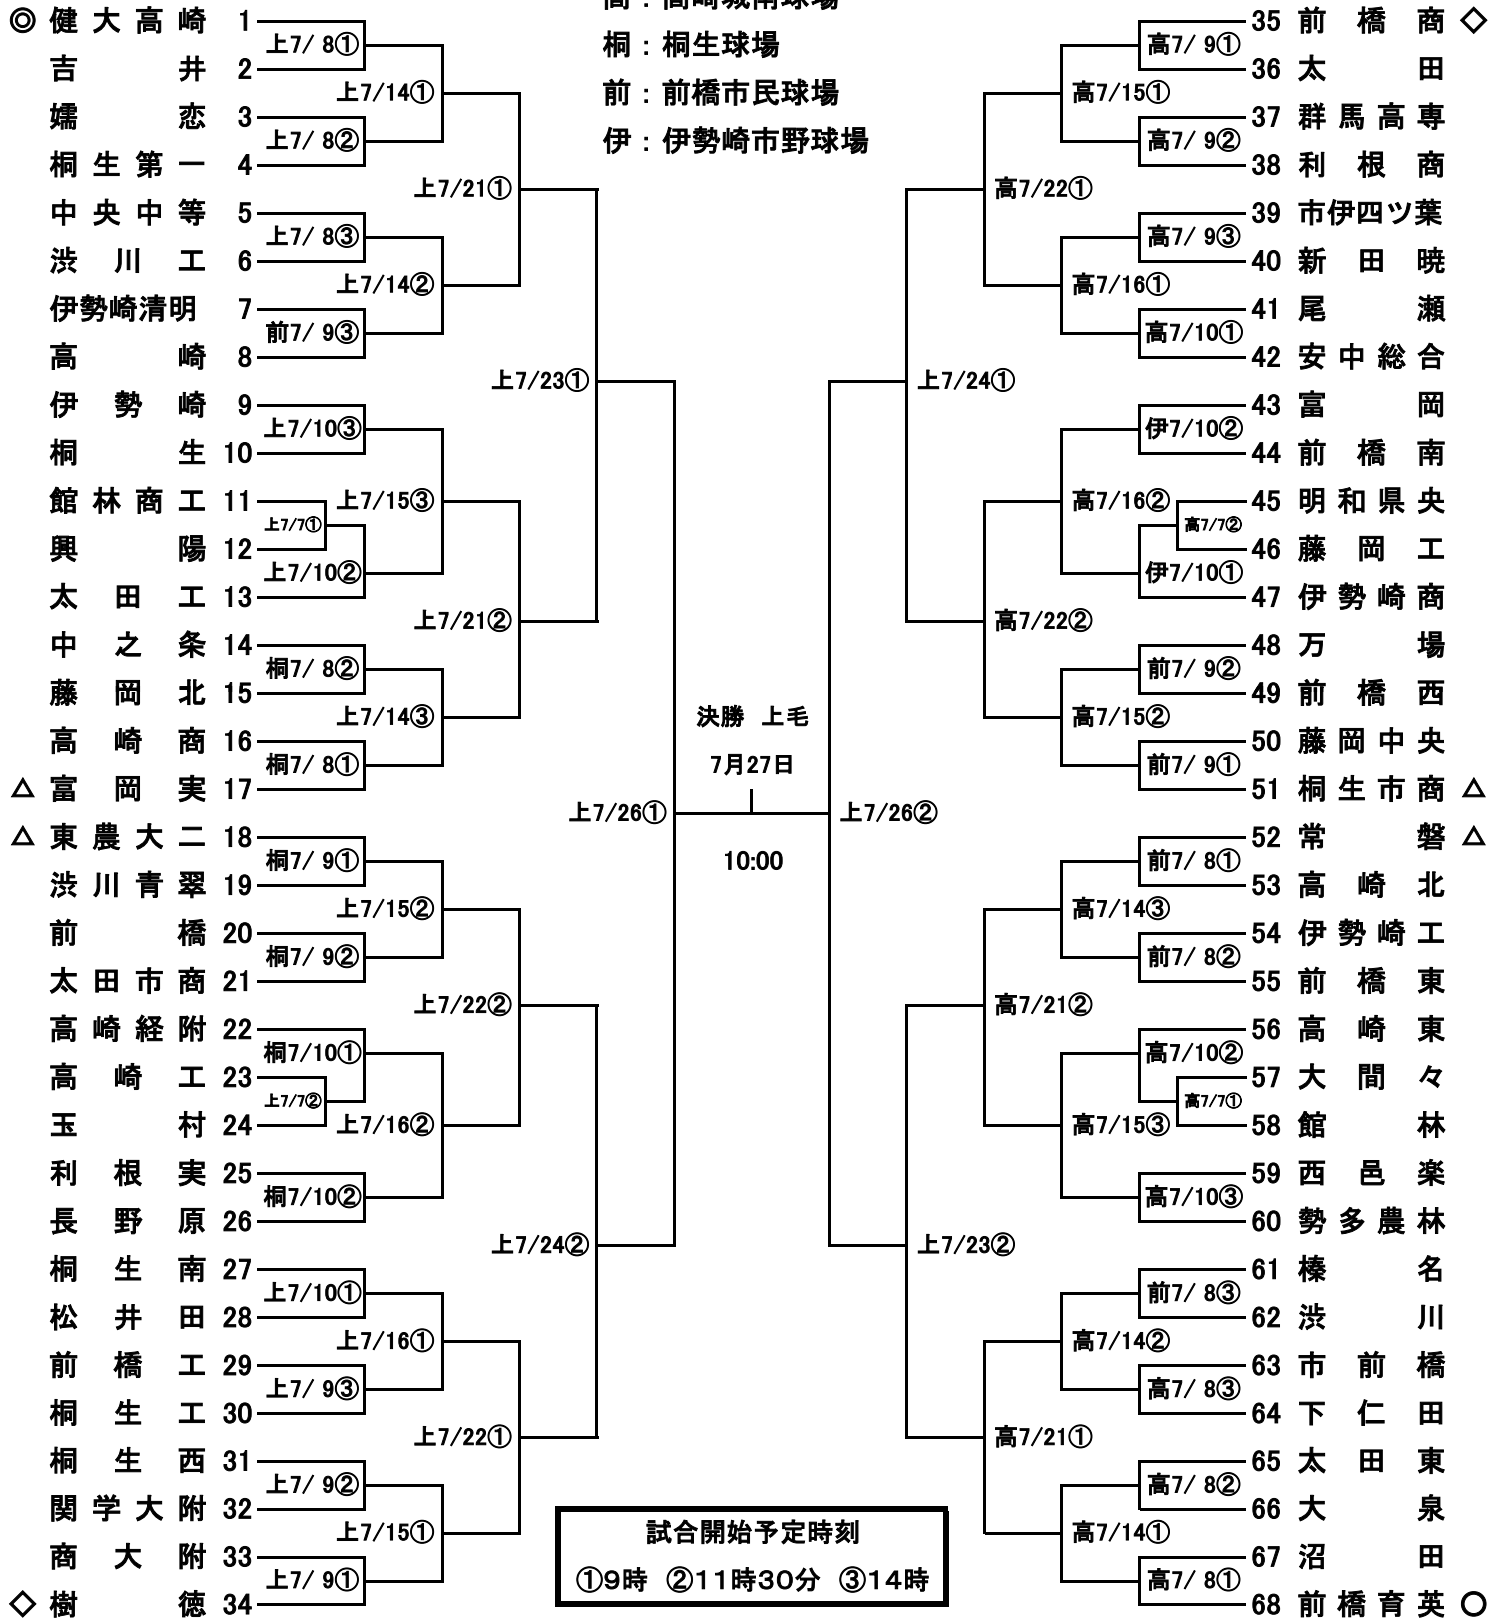 桐：桐生球場
前：前橋市民球場
伊：伊勢崎市野球場
◎ 健大高崎 1
上7/ 8①
吉井 2
上7/14①
嬬恋 3
上7/ 8②
桐生第一 4
上7/21①
中央中等 5
上7/ 8③
渋川工 6
上7/14②
伊勢崎清明 7
前7/ 9③
高崎 8
上7/23①
伊勢崎 9
上7/10③
桐生 10
上7/15③
館林商工 11
上7/7①
興陽 12
上7/10②
太田工 13
上7/21②
中之条 14
桐7/ 8②
藤岡北 15
上7/14③
高崎商 16
桐7/ 8①
△ 富岡実 17
上7/26①
△ 東農大二 18
桐7/ 9①
渋川青翠 19
上7/15②
前橋 20
桐7/ 9②
太田市商 21
上7/22②
高崎経附 22
桐7/10①
高崎工 23
上7/7②
玉村 24
上7/16②
利根実 25
桐7/10②
長野原 26
上7/24②
桐生南 27
上7/10①
松井田 28
上7/16①
前橋工 29
上7/ 9③
桐生工 30
上7/22①
桐生西 31
上7/ 9②
関学大附 32
上7/15①
商大附 33
上7/ 9①
◇ 樹徳 34
決勝 上毛
7月27日
10:00
35 前橋商 ◇
高7/ 9①
36 太田
高7/15①
37 群馬高専
高7/ 9②
38 利根商
高7/22①
39 市伊四ツ葉
高7/ 9③
40 新田暁
高7/16①
41 尾瀬
高7/10①
42 安中総合
上7/24①
43 富岡
伊7/10②
44 前橋南
高7/16②
45 明和県央
高7/7②
46 藤岡工
伊7/10①
47 伊勢崎商
高7/22②
48 万場
前7/ 9②
49 前橋西
高7/15②
50 藤岡中央
前7/ 9①
51 桐生市商 △
上7/26②
52 常磐 △
前7/ 8①
53 高崎北
高7/14③
54 伊勢崎工
前7/ 8②
55 前橋東
高7/21②
56 高崎東
高7/10②
57 大間々
高7/7①
58 館林
高7/15③
59 西邑楽
高7/10③
60 勢多農林
上7/23②
61 榛名
前7/ 8③
62 渋川
高7/14②
63 市前橋
高7/ 8③
64 下仁田
高7/21①
65 太田東
高7/ 8②
66 大泉
高7/14①
67 沼田
高7/ 8①
68 前橋育英 ○
試合開始予定時刻
①9時 ②11時30分 ③14時